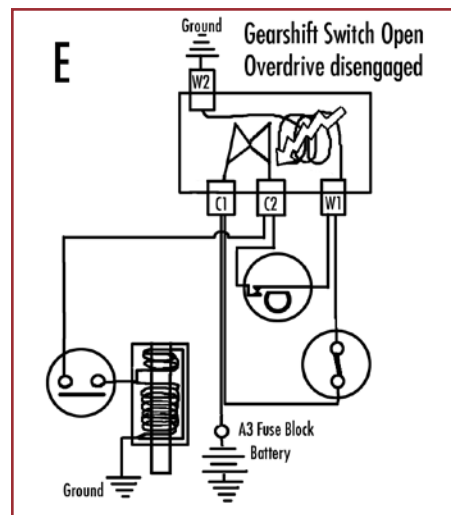 E
Ground
Gearshift Switch Open
Overdrive disengaged
W2
C1
C2
W1
A3 Fuse Block
Battery
Ground